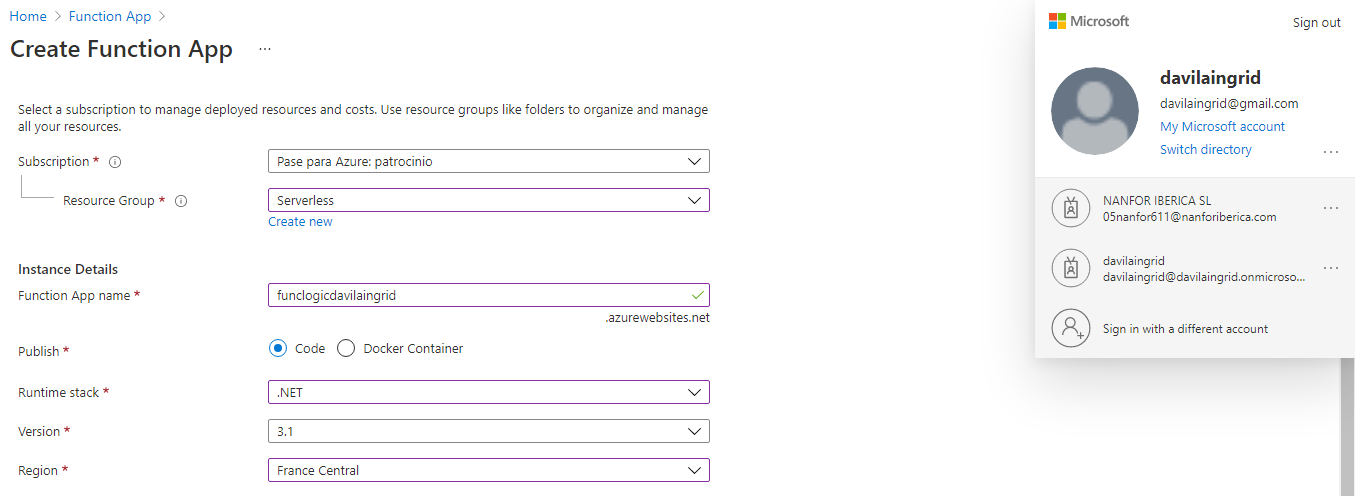 Home > Function App >
Create Function App ...
Select a subscription to manage deployed resources and costs. Use resource groups like folders to organize and manage
all your resources.
Subscription *
Pase para Azure: patrocinio
Resource Group *
Serverless
Create new
Instance Details
Function App name *
funclogicdavilaingrid
.azurewebsites.net
Publish *
Code
Docker Container
Runtime stack *
.NET
Version *
3.1
Region *
France Central
Microsoft
Sign out
davilaingrid
davilaingrid@gmail.com
My Microsoft account
Switch directory
...
NANFOR IBERICA SL
05nanfor611@nanforiberica.com
...
davilaingrid
davilaingrid@davilaingrid.onmicroso...
...
Sign in with a different account